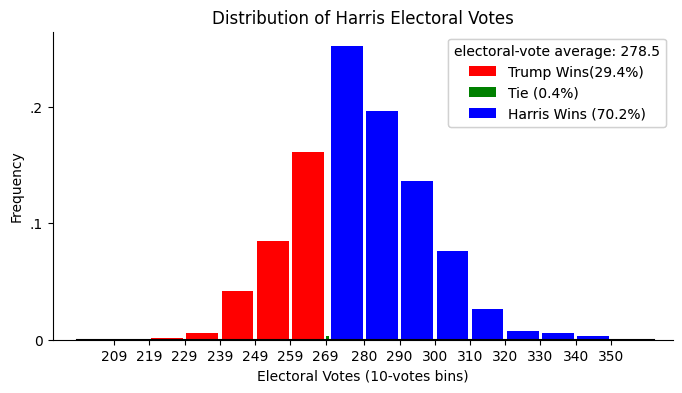 Distribution of Harris Electoral Votes
electoral-vote average: 278.5
Trump Wins(29.4%)
Tie (0.4%)
Harris Wins (70.2%)
Frequency
.2
.1
0
209 219 229 239 249 259 269 280 290 300 310 320 330 340 350
Electoral Votes (10-votes bins)